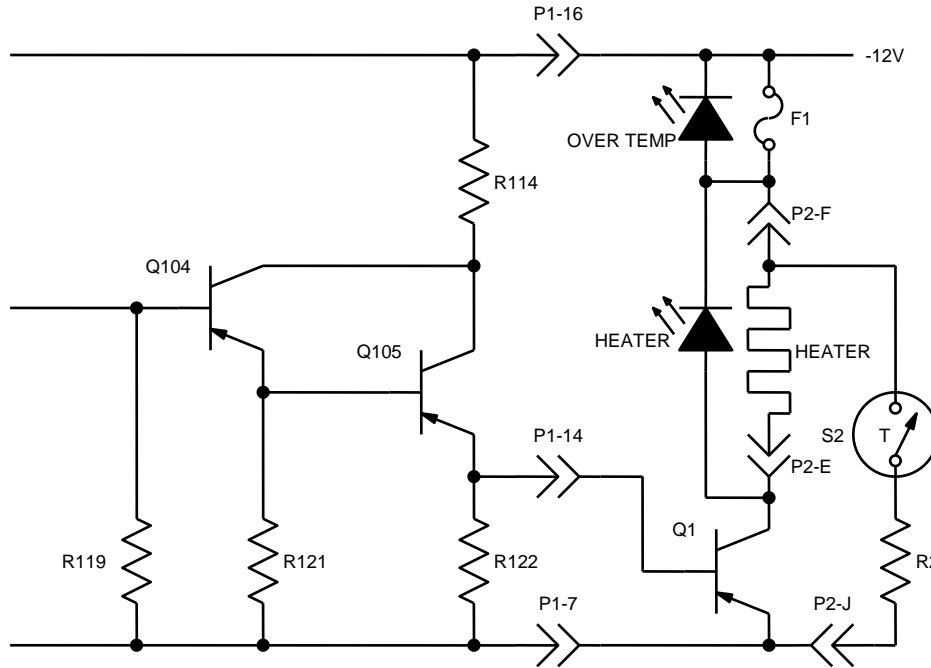 P1-16
-12V
F1
OVER TEMP
R114
P2-F
Q104
Q105
HEATER
HEATER
P1-14
S2
T
P2-E
Q1
R119
R121
R122
R2
P1-7
P2-J